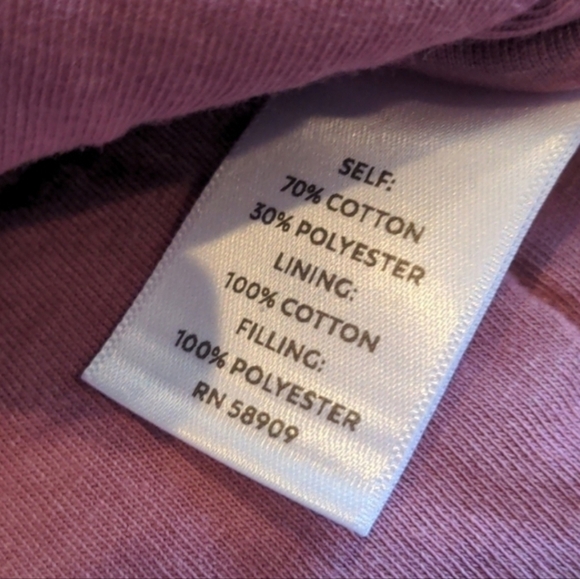 SELF:
70% COTTON
30% POLYESTER
LINING:
100% COTTON
FILLING:
100% POLYESTER
RN 58909